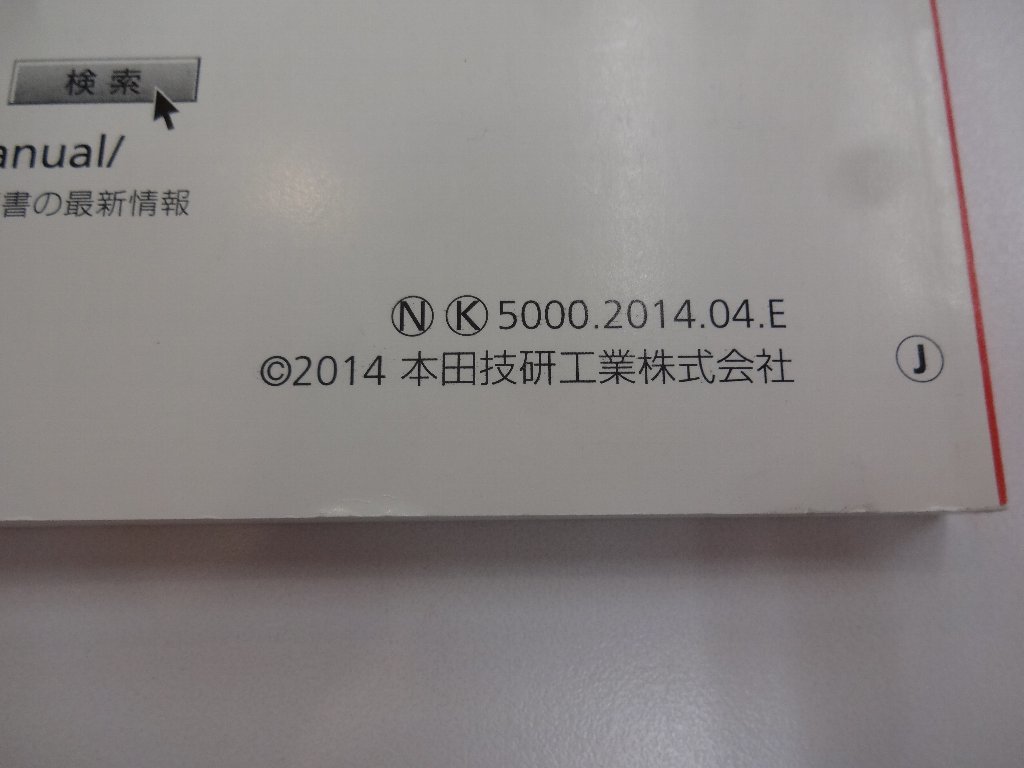 検索
anual/
書の最新情報
Ⓝ Ⓚ 5000.2014.04.E
©2014 本田技研工業株式会社
Ⓙ